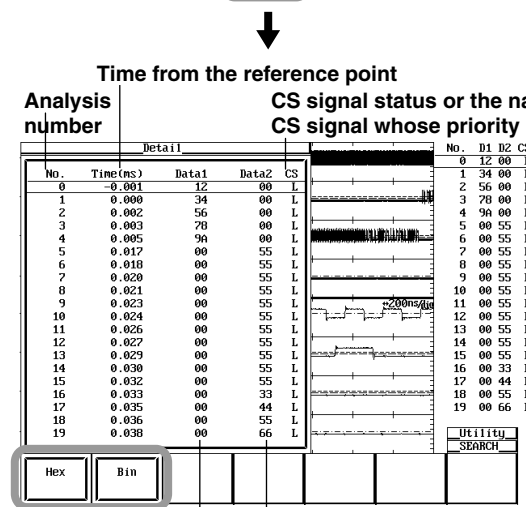 Time from the reference point
Analysis number
CS signal status or the na
CS signal whose priority
Detail
No. Time(ms) Data1 Data2 CS
0 -0.001 12 00 L
1 0.000 34 00 L
2 0.002 56 00 L
3 0.003 78 00 L
4 0.005 9A 00 L
5 0.017 00 55 L
6 0.018 00 55 L
7 0.020 00 55 L
8 0.021 00 55 L
9 0.023 00 55 L
10 0.024 00 55 L
11 0.026 00 55 L
12 0.027 00 55 L
13 0.029 00 55 L
14 0.030 00 55 L
15 0.032 00 55 L
16 0.033 00 33 L
17 0.035 00 44 L
18 0.036 00 55 L
19 0.038 00 66 L
↔200ns/div
No. D1 D2 CS
0 12 00
1 34 00 L
2 56 00 L
3 78 00 L
4 9A 00 L
5 00 55 L
6 00 55 L
7 00 55 L
8 00 55 L
9 00 55 L
10 00 55 L
11 00 55 L
12 00 55 L
13 00 55 L
14 00 55 L
15 00 55 L
16 00 33 L
17 00 44 L
18 00 55 L
19 00 66 L
Utility
SEARCH
Hex
Bin